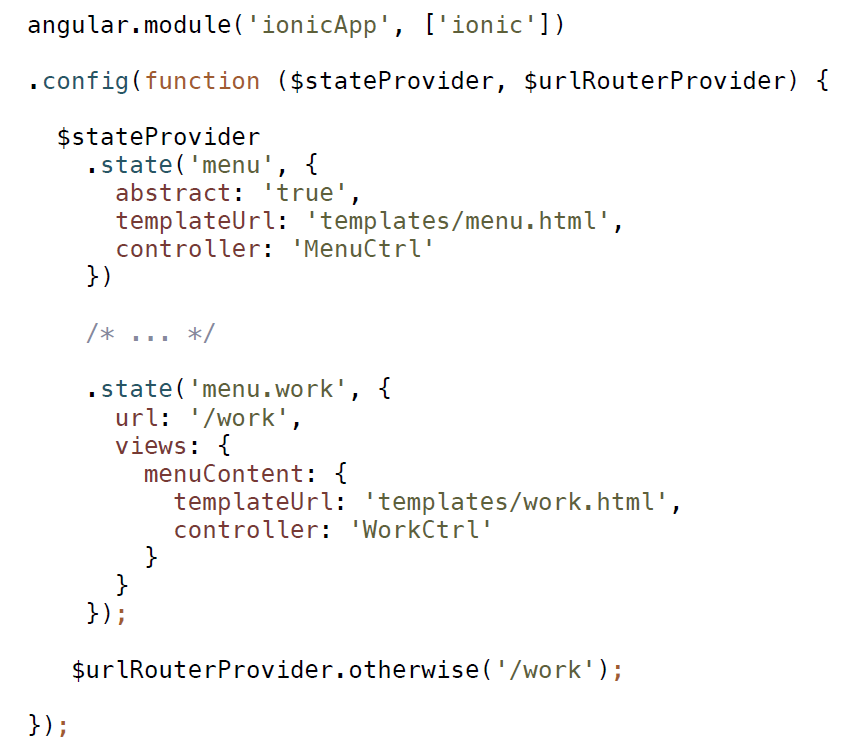 angular.module('ionicApp', ['ionic'])
.config(function ($stateProvider, $urlRouterProvider) {
$stateProvider
.state('menu', {
abstract: 'true',
templateUrl: 'templates/menu.html',
controller: 'MenuCtrl'
})
/* ... */
.state('menu.work', {
url: '/work',
views: {
menuContent: {
templateUrl: 'templates/work.html',
controller: 'WorkCtrl'
}
}
});
$urlRouterProvider.otherwise('/work');
});